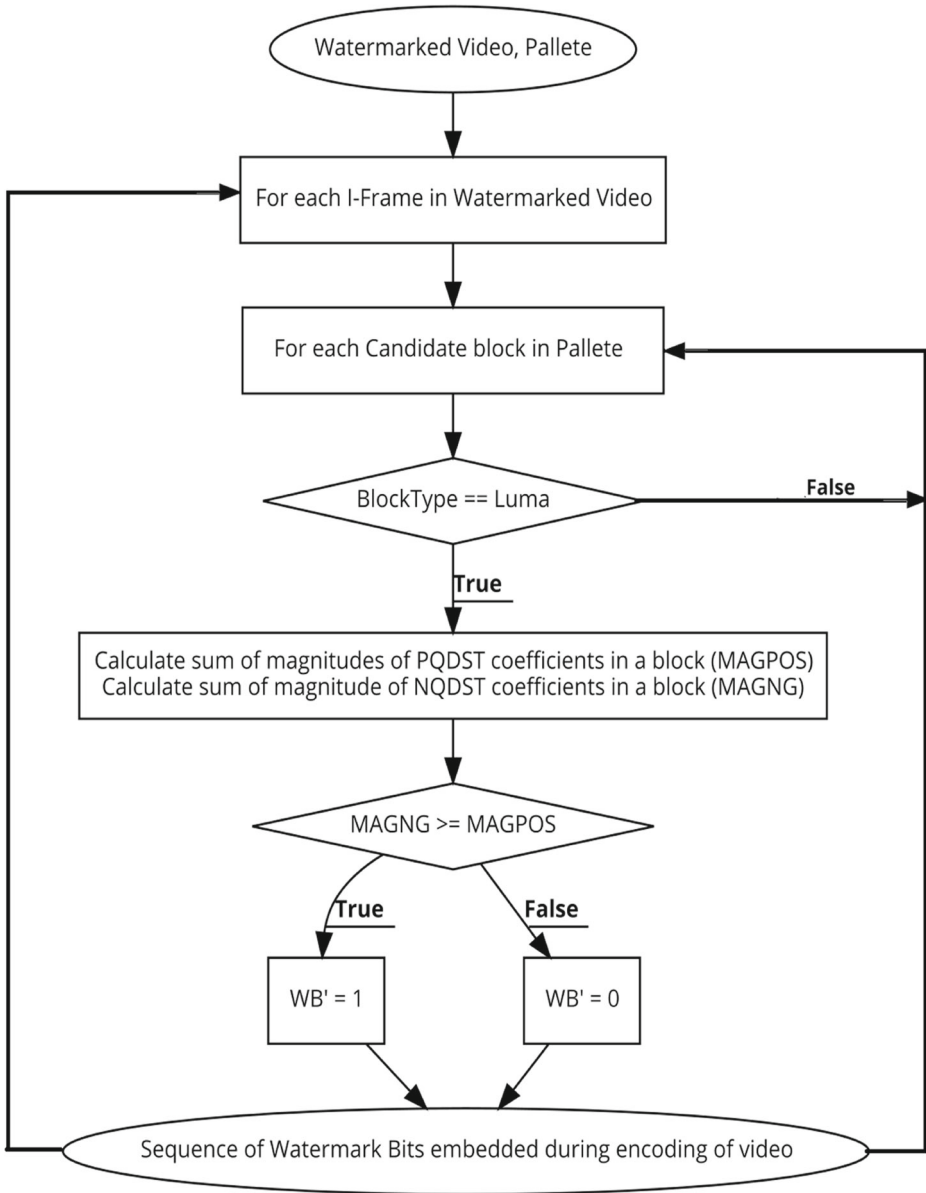 Watermarked Video, Pallete
For each I-Frame in Watermarked Video
For each Candidate block in Pallete
BlockType == Luma
False
True
Calculate sum of magnitudes of PQDST coefficients in a block (MAGPOS)
Calculate sum of magnitude of NQDST coefficients in a block (MAGNG)
MAGNG >= MAGPOS
True
False
WB' = 1
WB' = 0
Sequence of Watermark Bits embedded during encoding of video